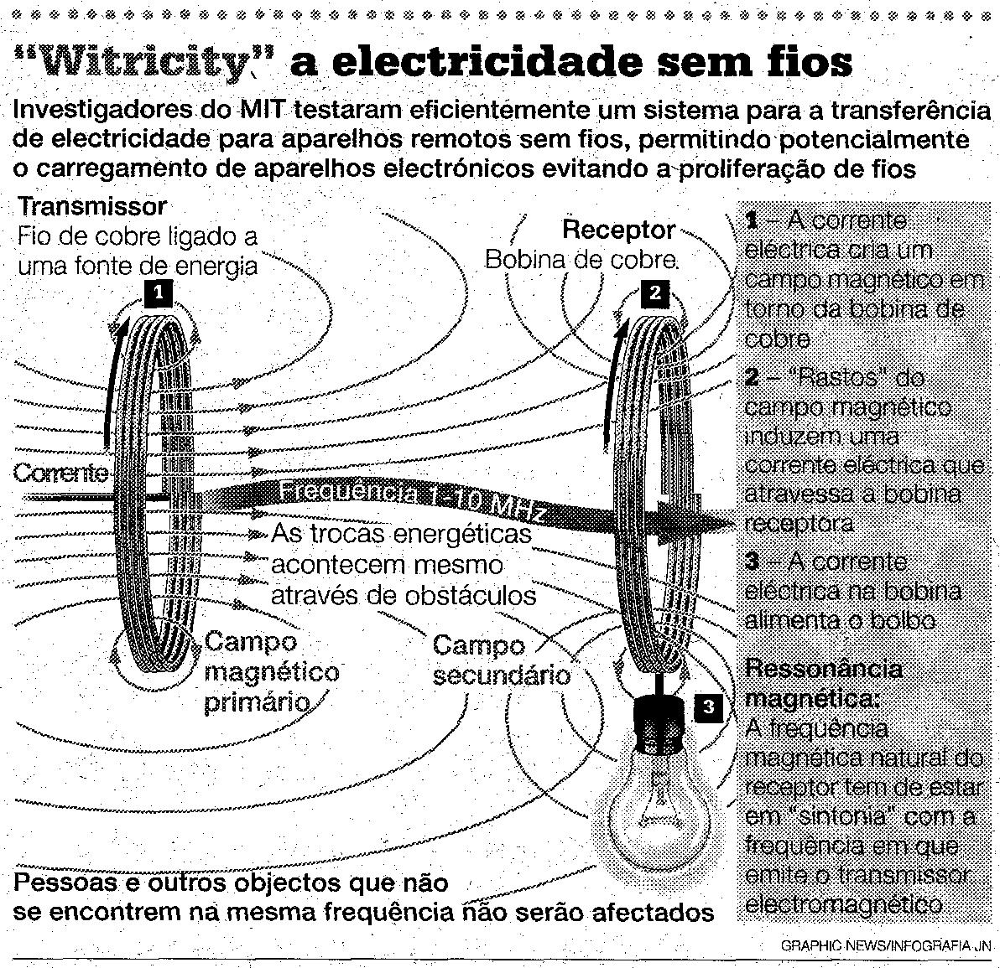 "Witricity" a electricidade sem fios
Investigadores do MIT testaram eficientemente um sistema para a transferência
de electricidade para aparelhos remotos sem fios, permitindo potencialmente
o carregamento de aparelhos electrónicos evitando a proliferação de fios
Transmissor
Fio de cobre ligado a
uma fonte de energia
1
Receptor
Bobina de cobre
2
Corrente
Frequência 1-10 MHz
As trocas energéticas
acontecem mesmo
através de obstáculos
Campo
magnético
primário
Campo
secundário
3
Pessoas e outros objectos que não
se encontrem na mesma frequência não serão afectados
1 – A corrente
eléctrica cria um
campo magnético em
torno da bobina de
cobre
2 – "Rastos" do
campo magnético
induzem uma
corrente eléctrica que
atravessa a bobina
receptora
3 – A corrente
eléctrica na bobina
alimenta o bolbo
Ressonância
magnética:
A frequência
magnética natural do
receptor tem de estar
em "sintonia" com a
frequência em que
emite o transmissor
electromagnético
GRAPHIC NEWS/INFOGRAFIA JN